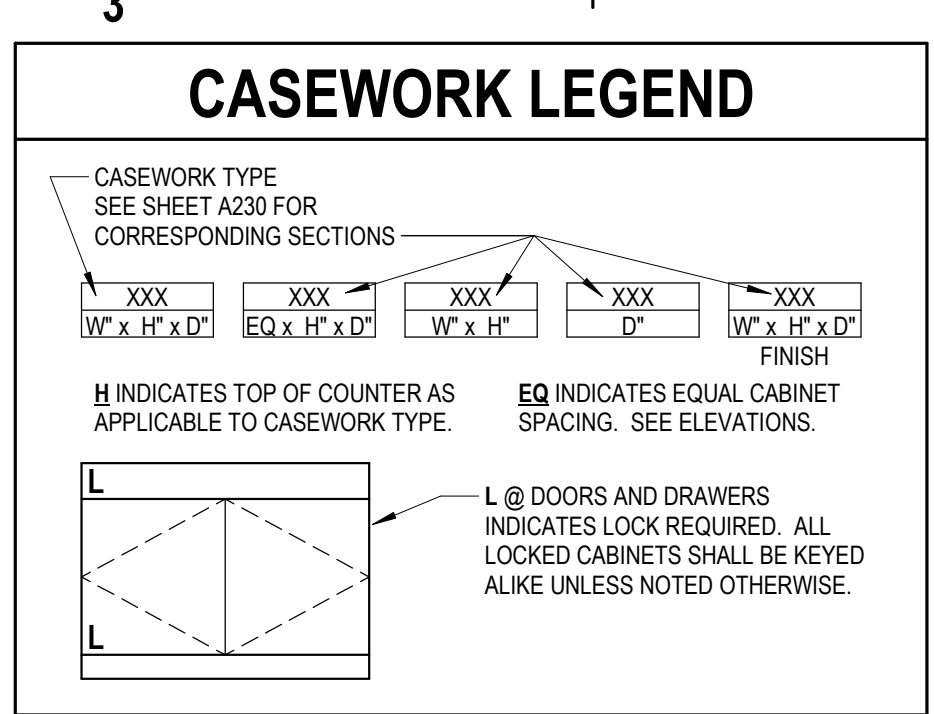 3
CASEWORK LEGEND
CASEWORK TYPE
SEE SHEET A230 FOR
CORRESPONDING SECTIONS
XXX
W" x H" x D"
XXX
EQ x H" x D"
XXX
W" x H"
XXX
D"
XXX
W" x H" x D"
FINISH
H INDICATES TOP OF COUNTER AS
APPLICABLE TO CASEWORK TYPE.
EQ INDICATES EQUAL CABINET
SPACING. SEE ELEVATIONS.
L
L
L @ DOORS AND DRAWERS
INDICATES LOCK REQUIRED. ALL
LOCKED CABINETS SHALL BE KEYED
ALIKE UNLESS NOTED OTHERWISE.